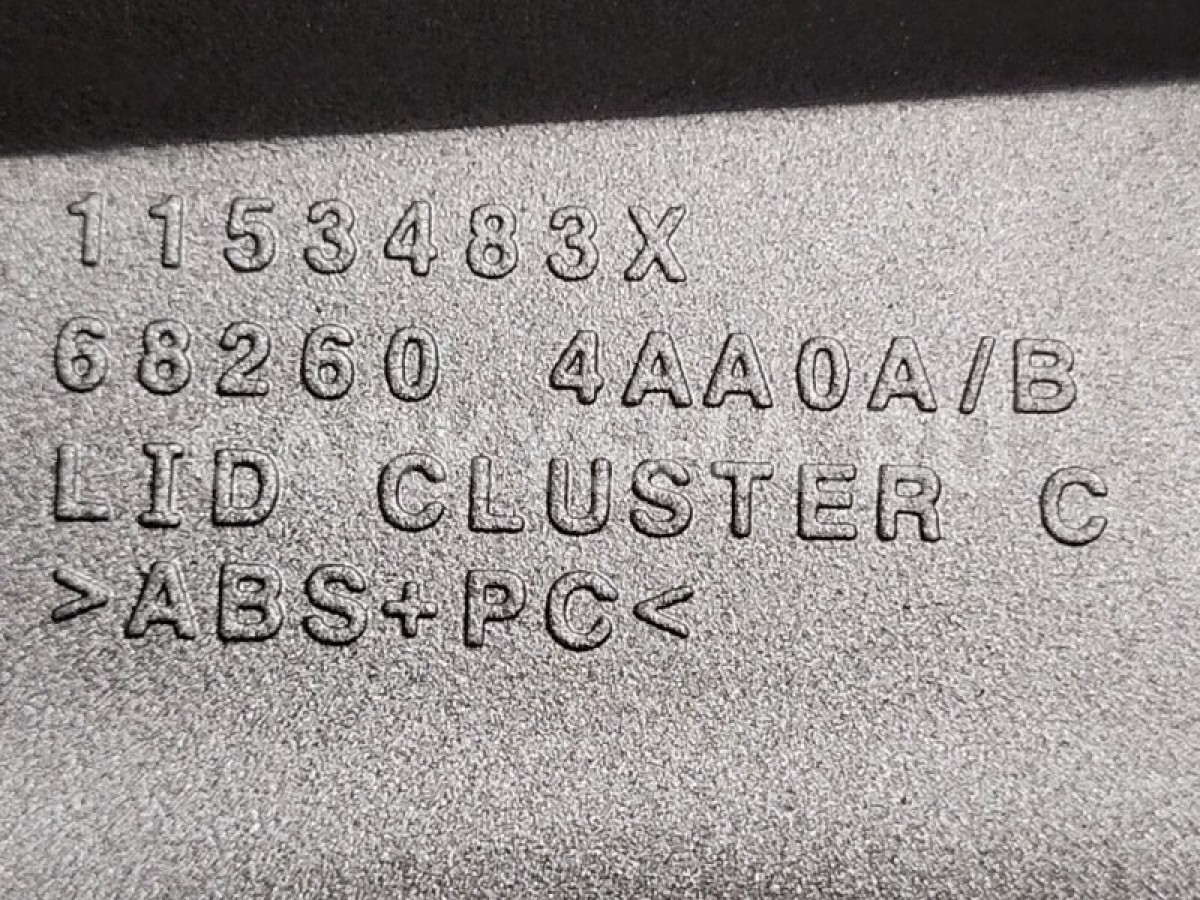 1153483X
68260 4AA0A/B
LID CLUSTER C
>ABS+PC<